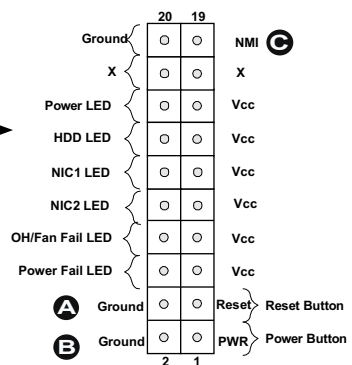 20 19
Ground NMI C
X X
Power LED Vcc
HDD LED Vcc
NIC1 LED Vcc
NIC2 LED Vcc
OH/Fan Fail LED Vcc
Power Fail LED Vcc
A Ground Reset Reset Button
B Ground PWR Power Button
2 1